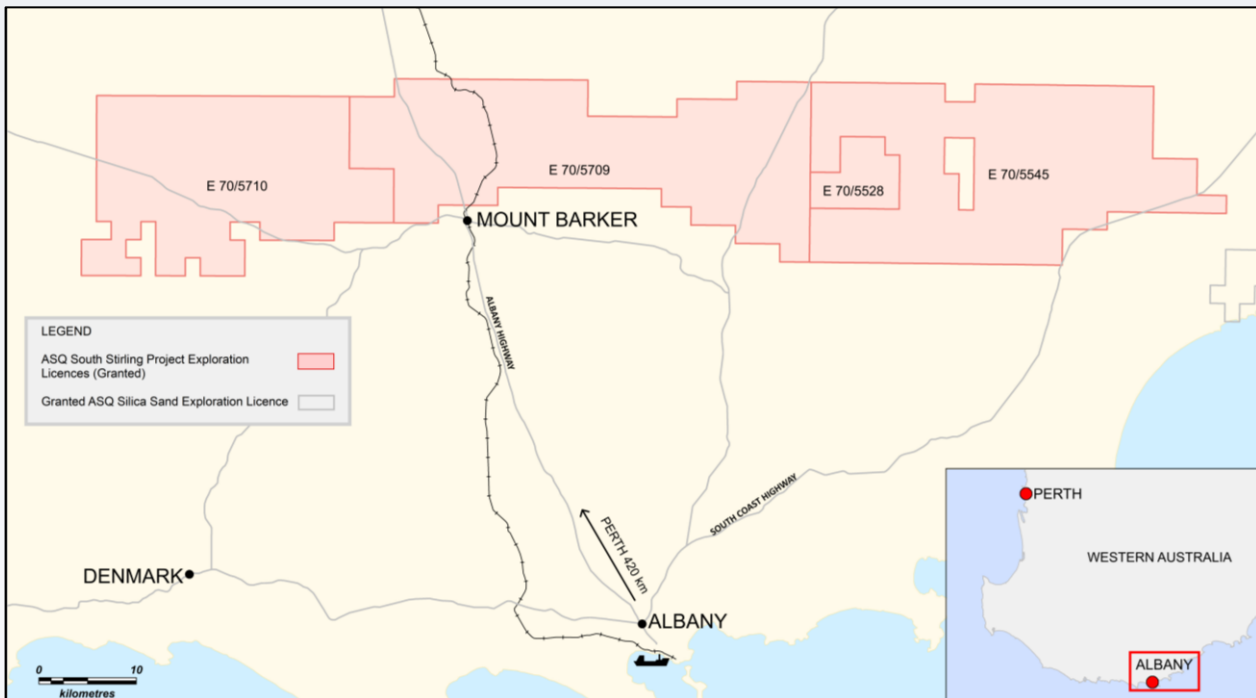 E 70/5710
E 70/5709
E 70/5528
E 70/5545
MOUNT BARKER
ALBANY HIGHWAY
LEGEND
ASQ South Stirling Project Exploration
Licences (Granted)
Granted ASQ Silica Sand Exploration Licence
SOUTH COAST HIGHWAY
PERTH 420 km
DENMARK
ALBANY
0 10
kilometres
PERTH
WESTERN AUSTRALIA
ALBANY